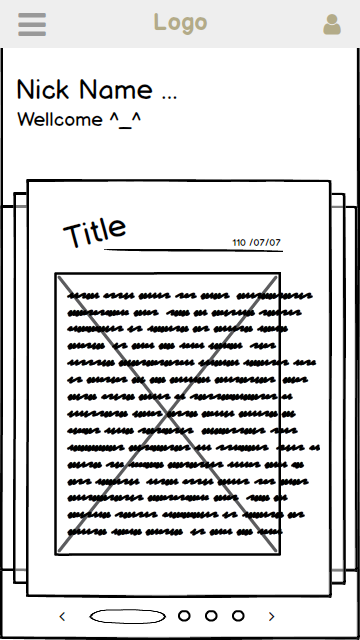 Logo
Nick Name ...
Wellcome ^_^
Title
110 /07/07